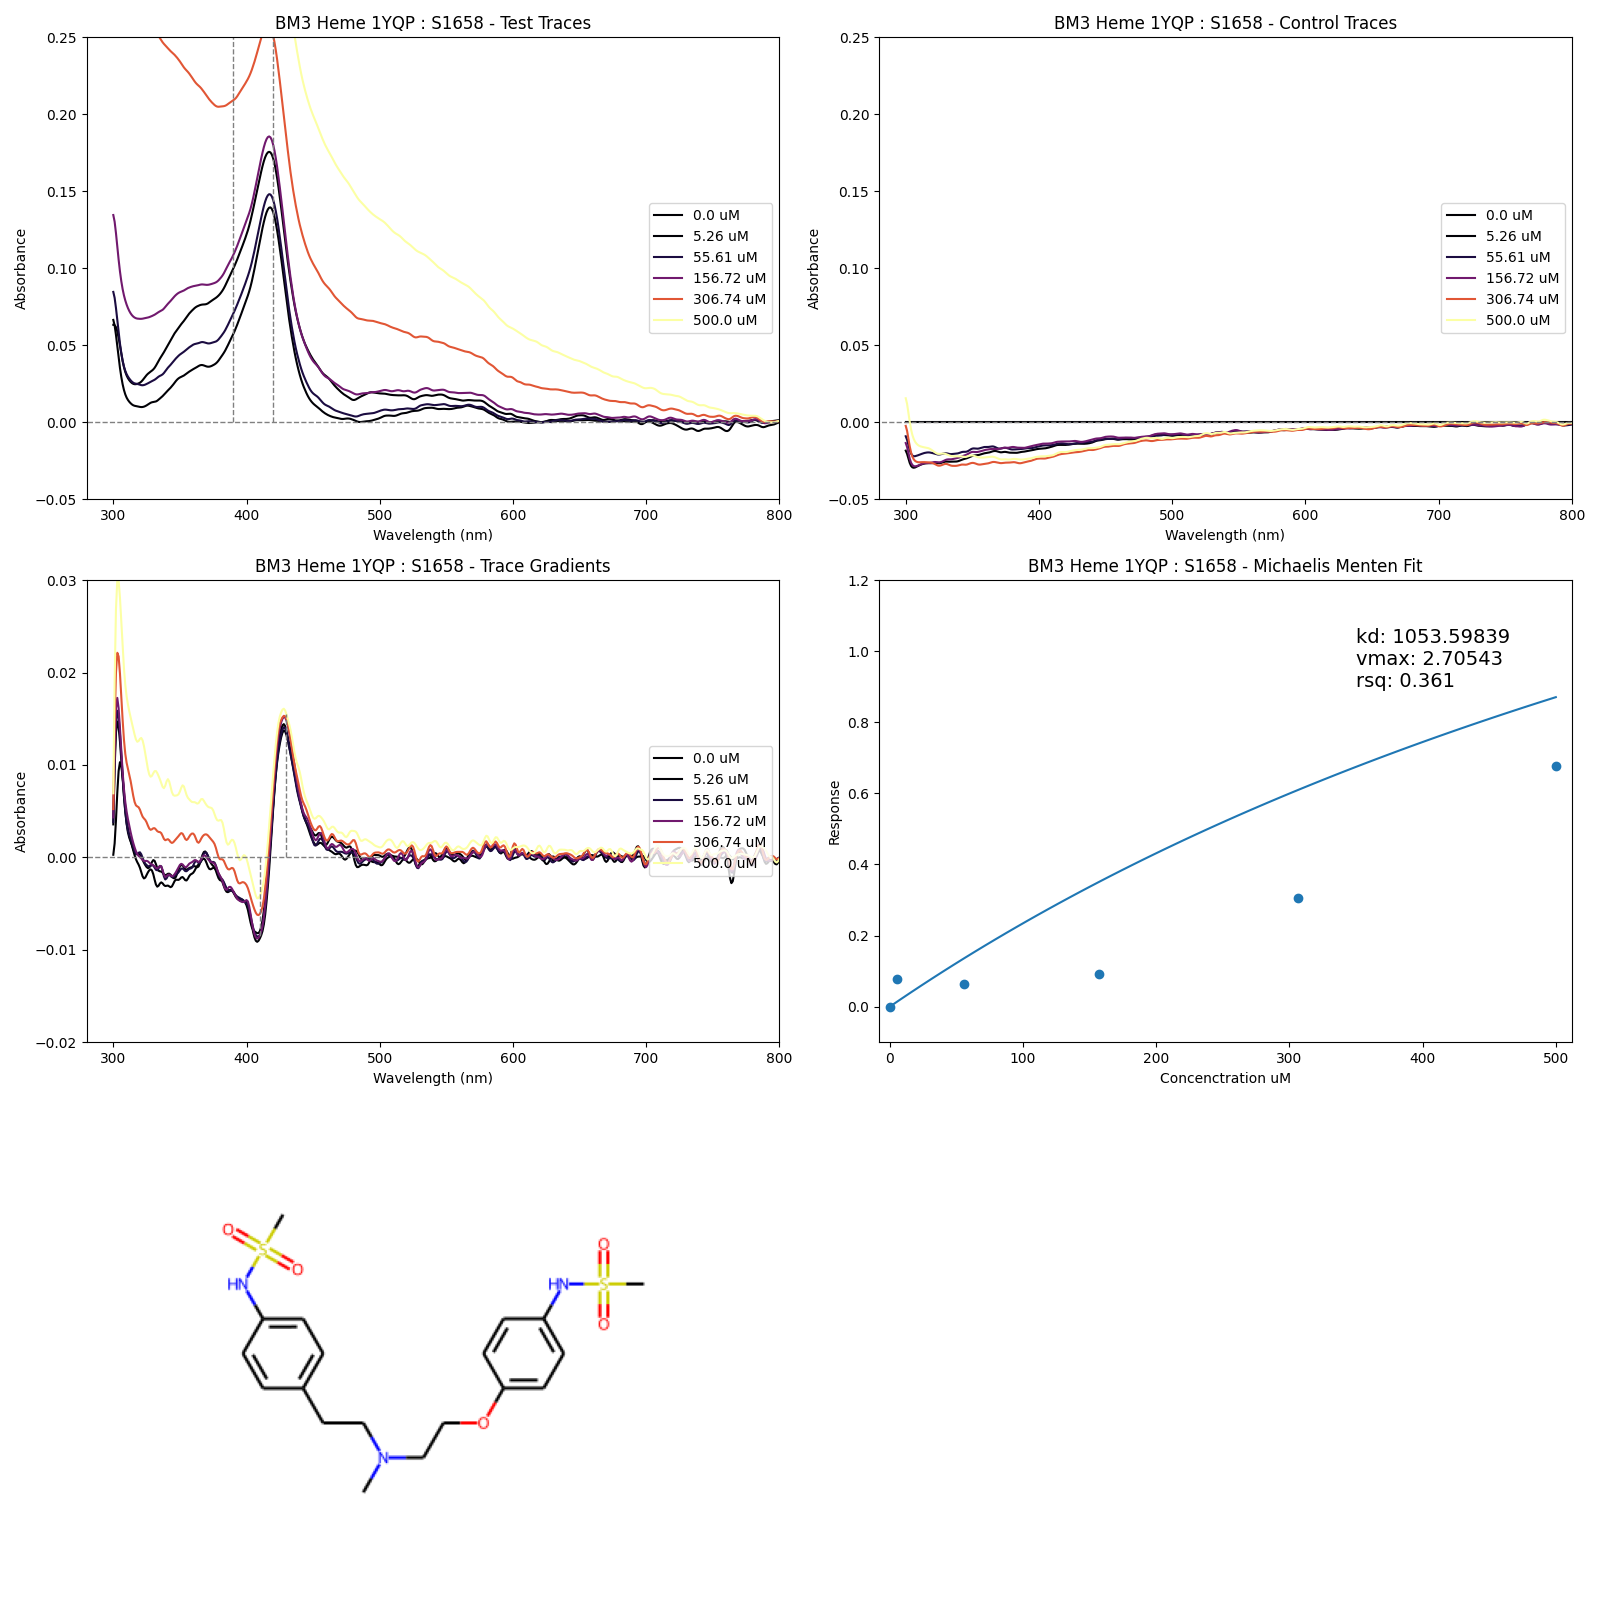 BM3 Heme 1YQP : S1658 - Test Traces
0.25
0.20
0.15
0.10
0.05
0.00
−0.05
Absorbance
300 400 500 600 700 800
Wavelength (nm)
0.0 uM
5.26 uM
55.61 uM
156.72 uM
306.74 uM
500.0 uM
BM3 Heme 1YQP : S1658 - Control Traces
0.25
0.20
0.15
0.10
0.05
0.00
−0.05
Absorbance
300 400 500 600 700 800
Wavelength (nm)
0.0 uM
5.26 uM
55.61 uM
156.72 uM
306.74 uM
500.0 uM
BM3 Heme 1YQP : S1658 - Trace Gradients
0.03
0.02
0.01
0.00
−0.01
−0.02
Absorbance
300 400 500 600 700 800
Wavelength (nm)
0.0 uM
5.26 uM
55.61 uM
156.72 uM
306.74 uM
500.0 uM
BM3 Heme 1YQP : S1658 - Michaelis Menten Fit
1.2
1.0
0.8
0.6
0.4
0.2
0.0
Response
0 100 200 300 400 500
Concenctration uM
kd: 1053.59839
vmax: 2.70543
rsq: 0.361
O
S
O
HN
O
HN
S
O
O
N